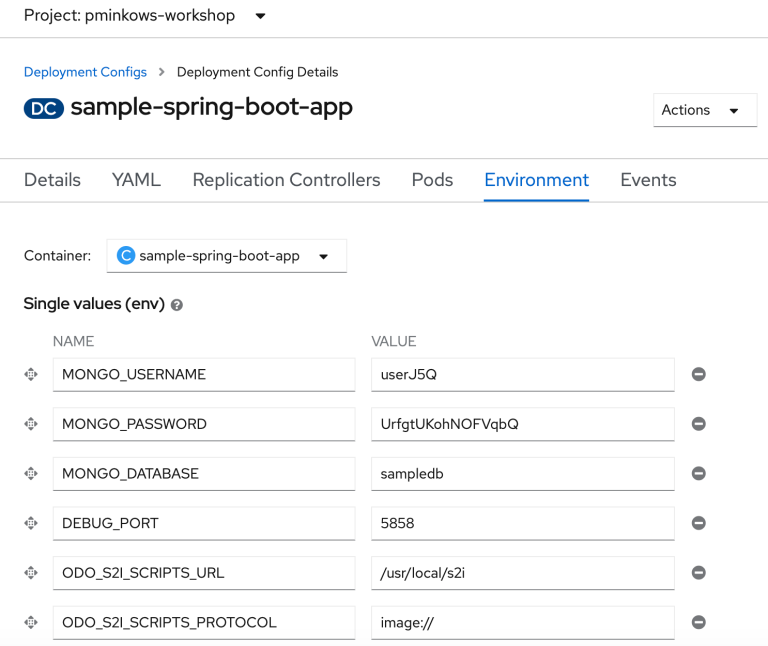 Project: pminkows-workshop
Deployment Configs > Deployment Config Details
DC sample-spring-boot-app
Actions
Details YAML Replication Controllers Pods Environment Events
Container: C sample-spring-boot-app
Single values (env) ?
NAME VALUE
MONGO_USERNAME userJ5Q
MONGO_PASSWORD UrfgtUKohNOFVqbQ
MONGO_DATABASE sampledb
DEBUG_PORT 5858
ODO_S2I_SCRIPTS_URL /usr/local/s2i
ODO_S2I_SCRIPTS_PROTOCOL image://